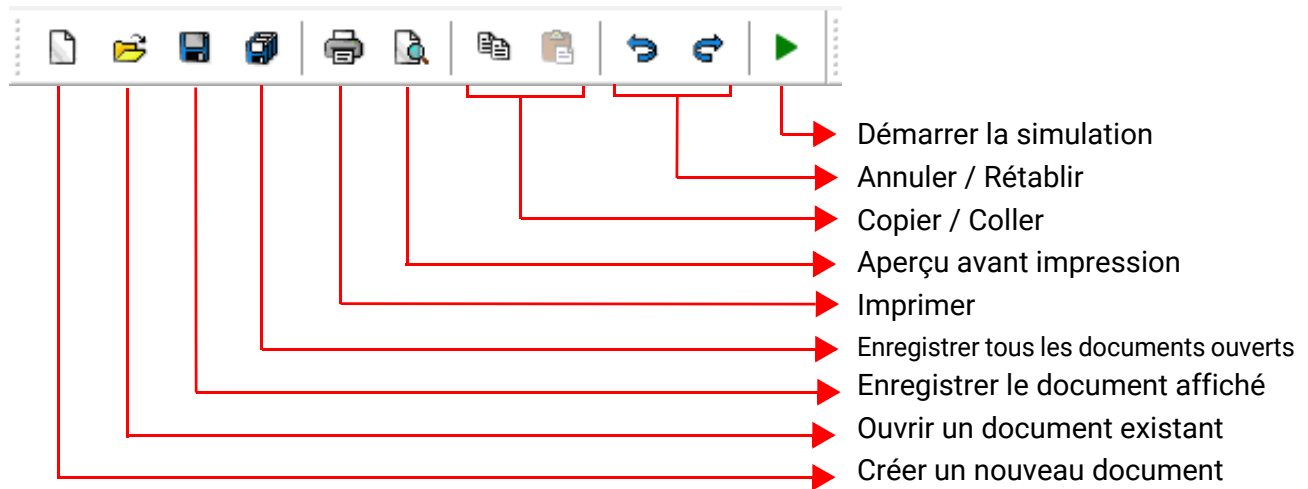 Démarrer la simulation
Annuler / Rétablir
Copier / Coller
Aperçu avant impression
Imprimer
Enregistrer tous les documents ouverts
Enregistrer le document affiché
Ouvrir un document existant
Créer un nouveau document